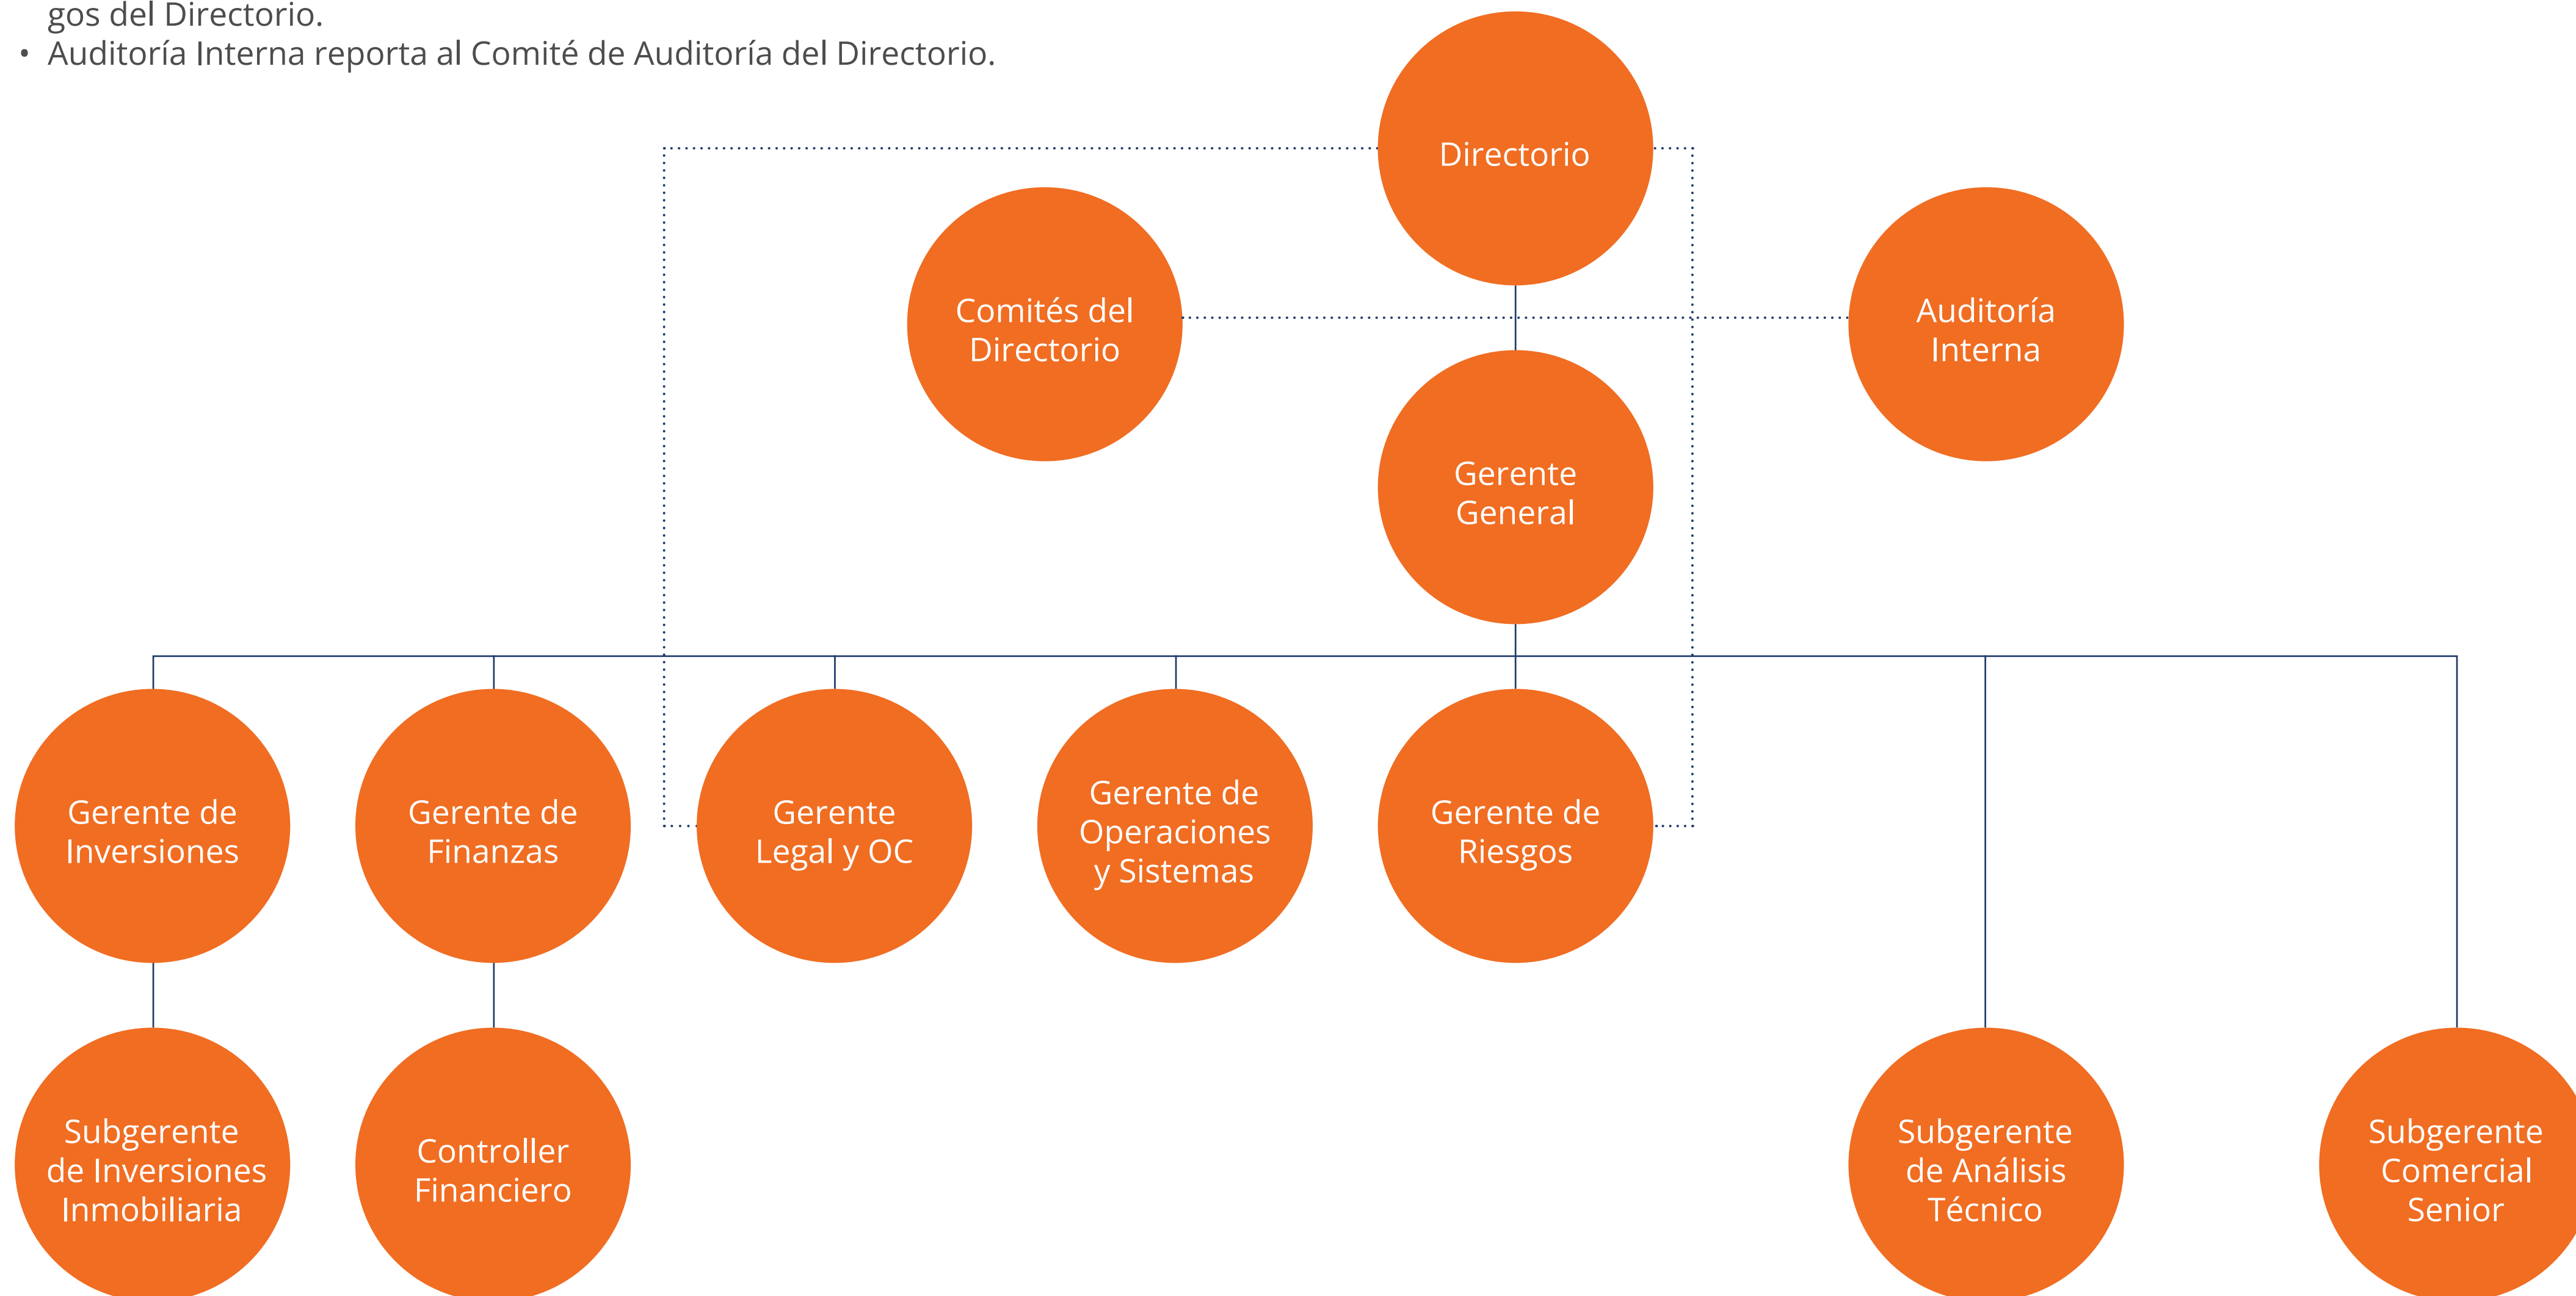 gos del Directorio.
• Auditoría Interna reporta al Comité de Auditoría del Directorio.
Directorio
Comités del
Directorio
Auditoría
Interna
Gerente
General
Gerente de
Inversiones
Gerente de
Finanzas
Gerente
Legal y OC
Gerente de
Operaciones
y Sistemas
Gerente de
Riesgos
Subgerente
de Inversiones
Inmobiliaria
Controller
Financiero
Subgerente
de Análisis
Técnico
Subgerente
Comercial
Senior